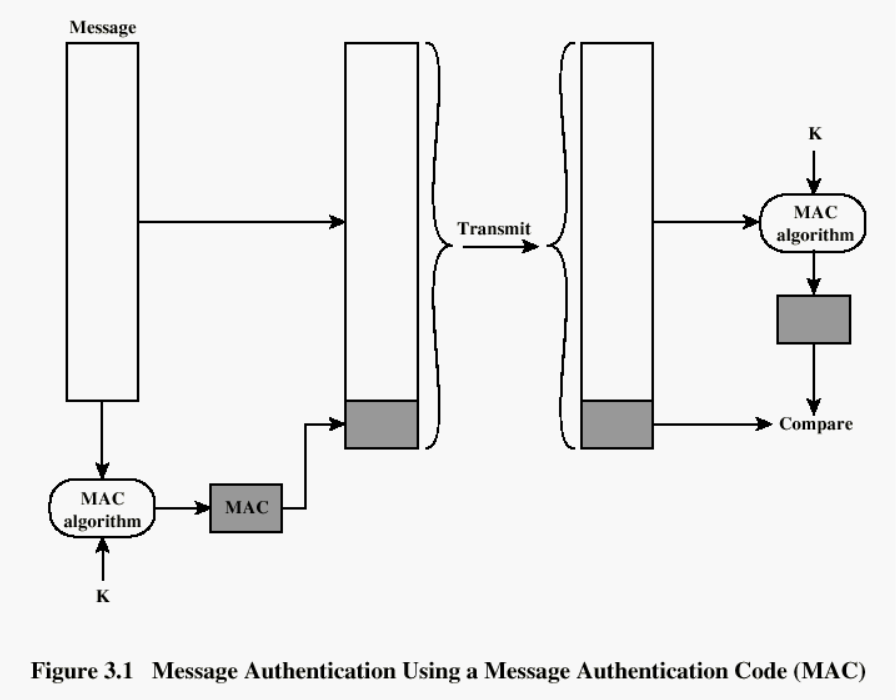 Message
K
MAC
algorithm
Transmit
Compare
MAC
algorithm
MAC
K
Figure 3.1 Message Authentication Using a Message Authentication Code (MAC)